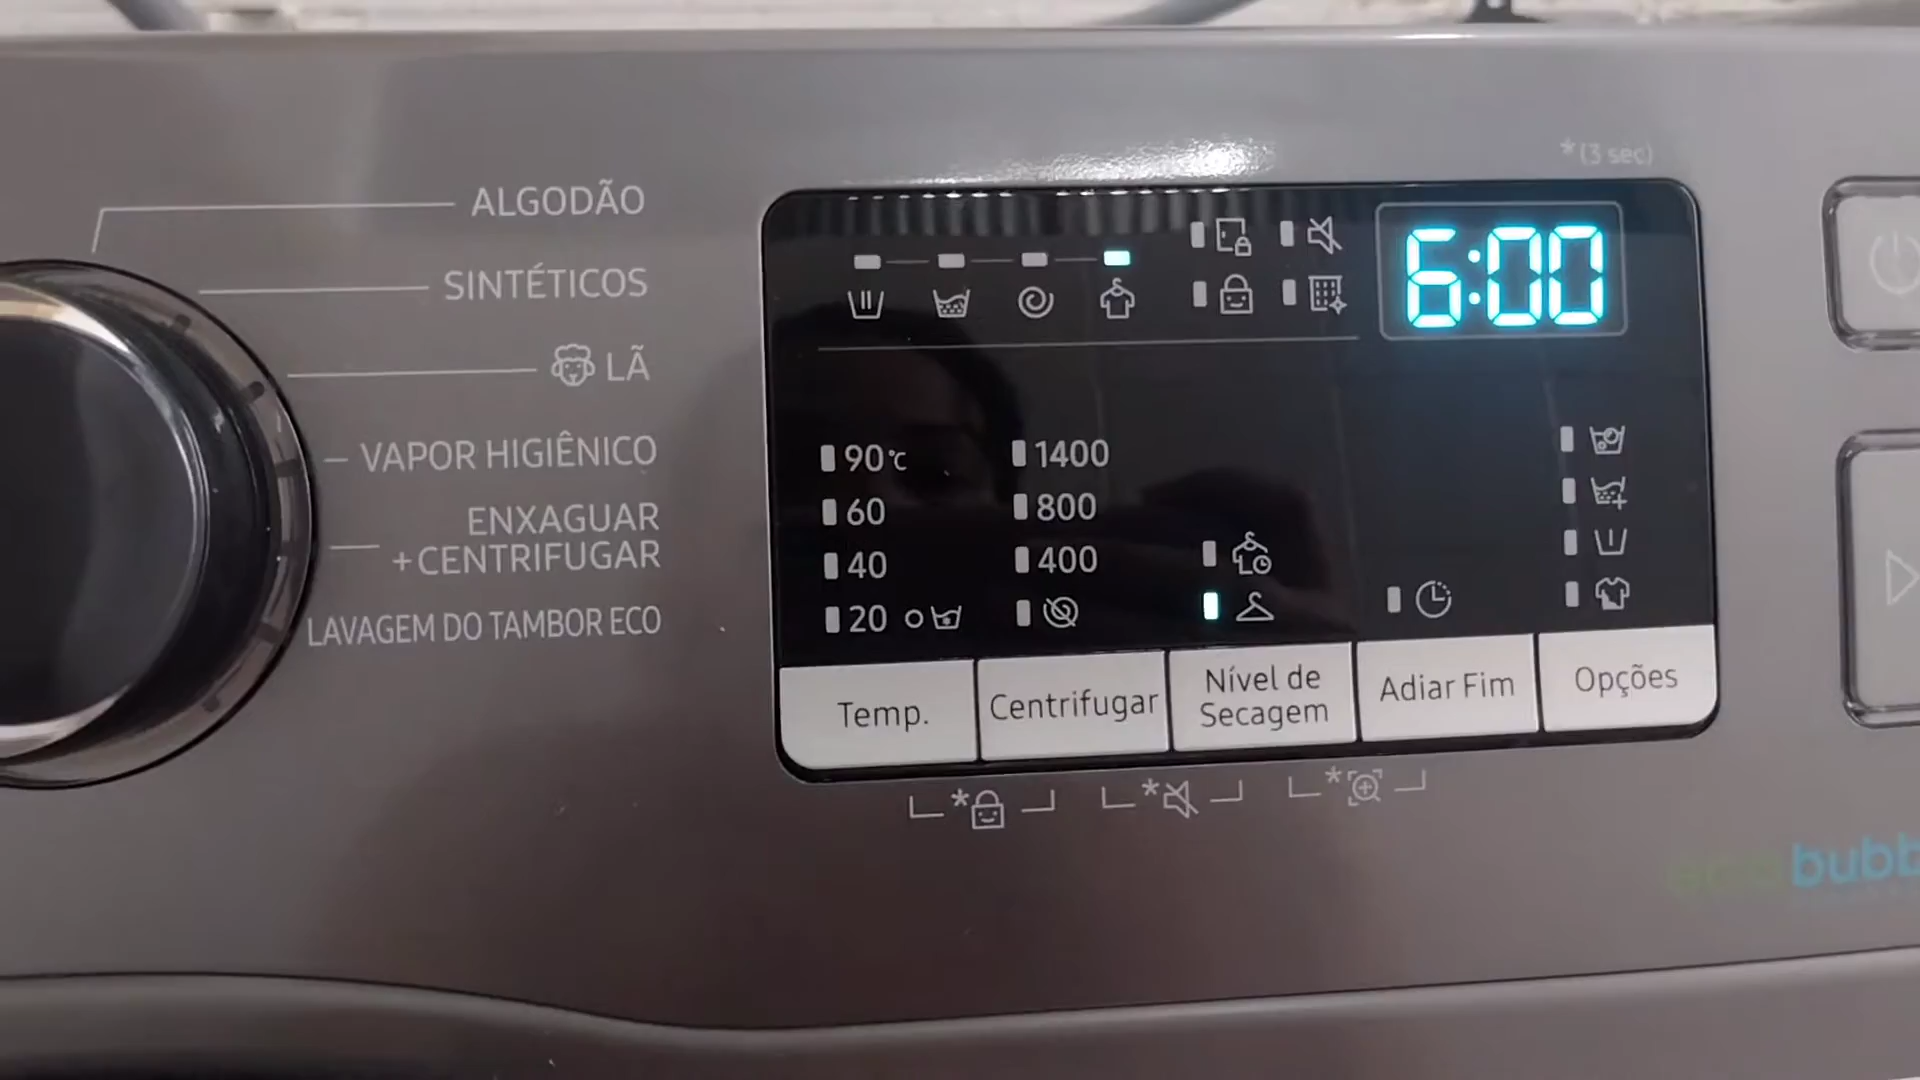 ALGODÃO
SINTÉTICOS
LÃ
VAPOR HIGIÊNICO
ENXAGUAR
+CENTRIFUGAR
LAVAGEM DO TAMBOR ECO
*(3 sec)
6:00
90°C
60
40
20
1400
800
400
Temp.
Centrifugar
Nível de
Secagem
Adiar Fim
Opções
*
*
*
eco bubb